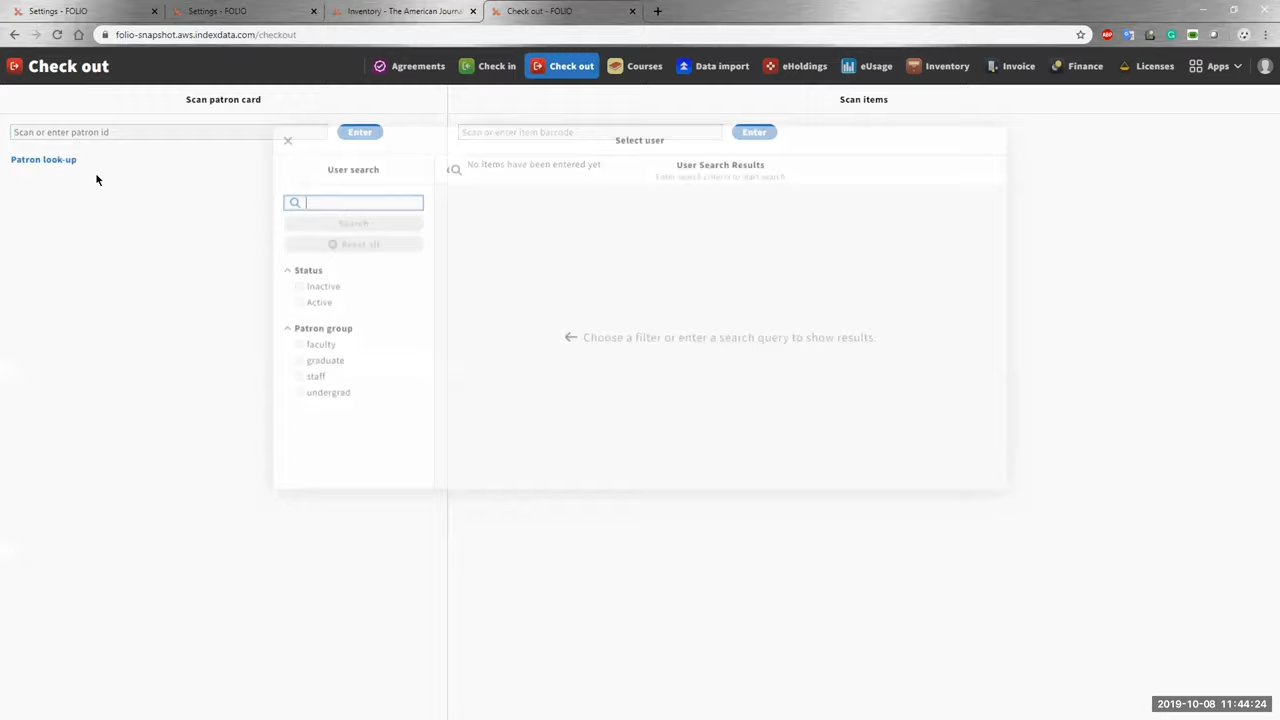 Settings - FOLIO
Settings - FOLIO
Inventory - The American Journa
Check out - FOLIO
folio-snapshot.aws.indexdata.com/checkout
Check out
Agreements
Check in
Check out
Courses
Data import
eHoldings
eUsage
Inventory
Invoice
Finance
Licenses
Apps
Scan patron card
Scan items
Scan or enter patron id
Enter
Scan or enter item barcode
Enter
Select user
Patron look-up
No items have been entered yet.
User search
User Search Results
Enter search criteria to start search
Search
Reset all
Status
Inactive
Active
Patron group
faculty
graduate
staff
undergrad
Choose a filter or enter a search query to show results.
2019-10-08 11:44:24